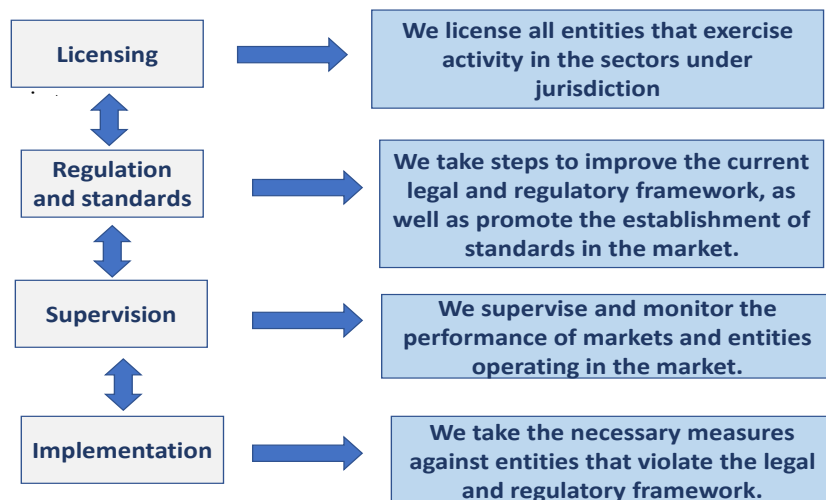 Licensing
We license all entities that exercise
activity in the sectors under
jurisdiction
Regulation
and standards
We take steps to improve the current
legal and regulatory framework, as
well as promote the establishment of
standards in the market.
Supervision
We supervise and monitor the
performance of markets and entities
operating in the market.
Implementation
We take the necessary measures
against entities that violate the legal
and regulatory framework.